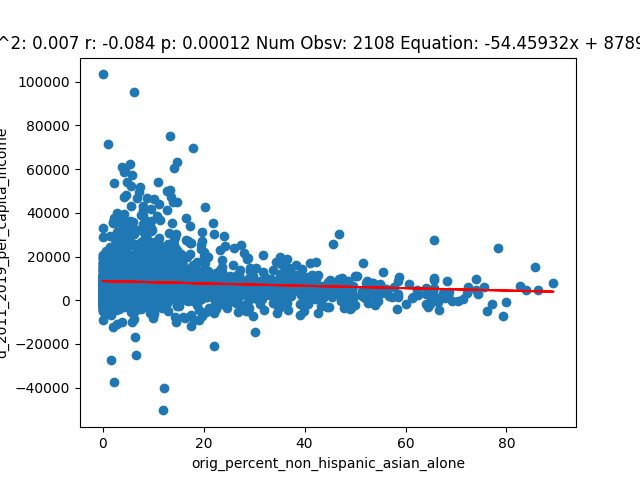 ^2: 0.007 r: -0.084 p: 0.00012 Num Obsv: 2108 Equation: -54.45932x + 8789
100000
80000
60000
40000
20000
0
−20000
−40000
d_2011_2019_per_capita_income
0 20 40 60 80
orig_percent_non_hispanic_asian_alone